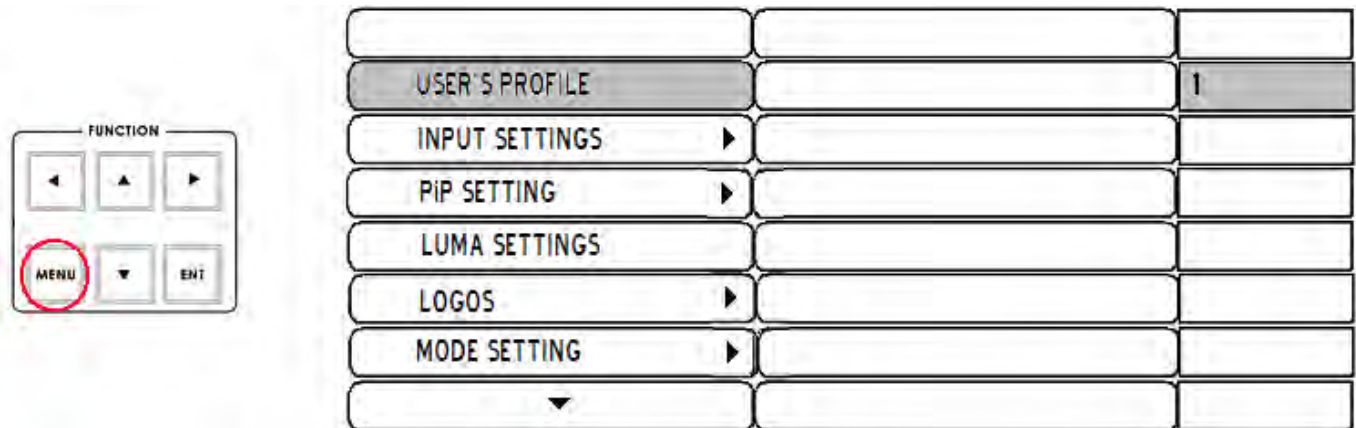 FUNCTION
MENU
ENT
USER'S PROFILE 1
INPUT SETTINGS
PiP SETTING
LUMA SETTINGS
LOGOS
MODE SETTING